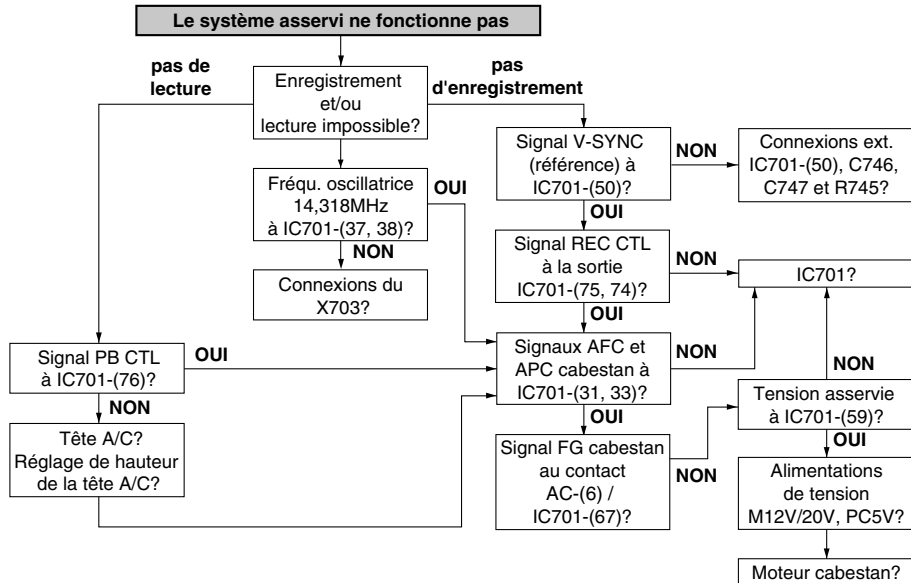 Le système asservi ne fonctionne pas
pas de
lecture
pas
d'enregistrement
Enregistrement
et/ou
lecture impossible?
Signal V-SYNC
(référence) à
IC701-(50)?
NON
Connexions ext.
IC701-(50), C746,
C747 et R745?
Fréqu. oscillatrice
14,318MHz
à IC701-(37, 38)?
OUI
OUI
NON
Signal REC CTL
à la sortie
IC701-(75, 74)?
NON
IC701?
Connexions du
X703?
OUI
Signal PB CTL
à IC701-(76)?
OUI
Signaux AFC et
APC cabestan à
IC701-(31, 33)?
NON
NON
Tension asservie
à IC701-(59)?
NON
OUI
OUI
Tête A/C?
Réglage de hauteur
de la tête A/C?
Signal FG cabestan
au contact
AC-(6) /
IC701-(67)?
NON
Alimentations
de tension
M12V/20V, PC5V?
Moteur cabestan?